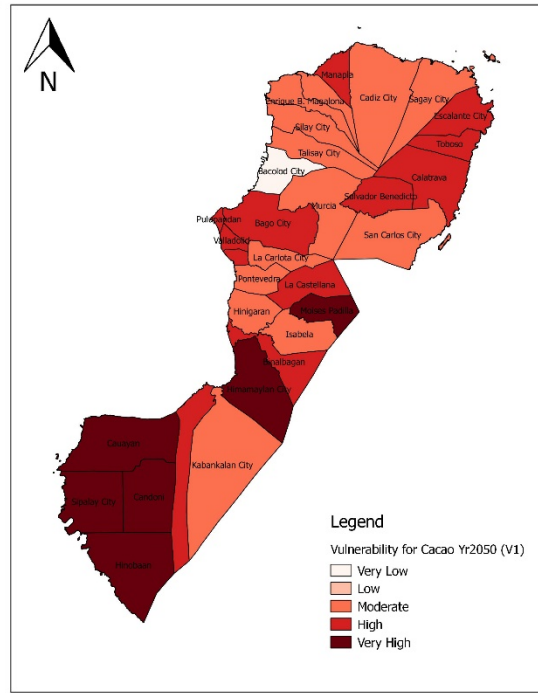 N
Manapla
Cadiz City
Sagay City
Enrique B. Magalona
Escalante City
Silay City
Toboso
Talisay City
Bacolod City
Calatrava
Salvador Benedicto
Murcia
Pulupandan
Bago City
San Carlos City
Valladolid
La Carlota City
Pontevedra
La Castellana
Hinigaran
Moises Padilla
Isabela
Binalbagan
Himamaylan City
Cauayan
Kabankalan City
Sipalay City
Candoni
Hinobaan
Legend
Vulnerability for Cacao Yr2050 (V1)
Very Low
Low
Moderate
High
Very High